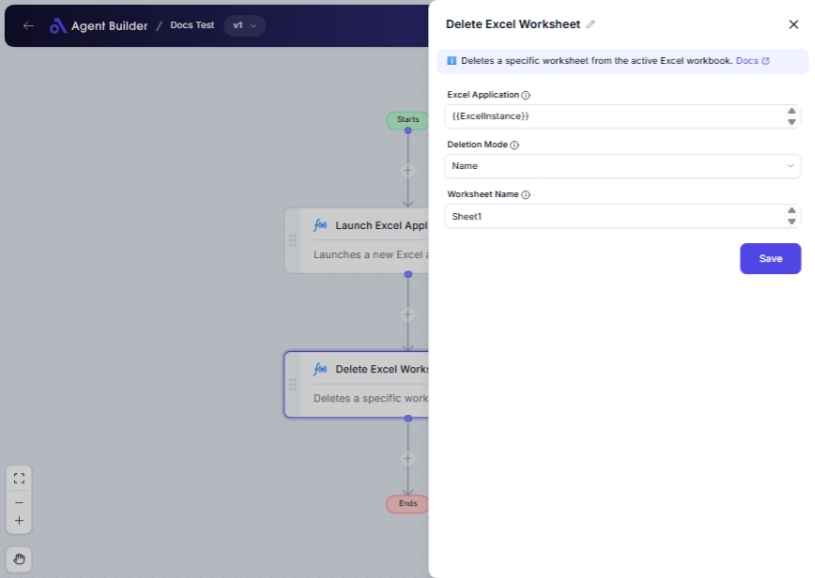 Agent Builder / Docs Test v1
Starts
Launch Excel Appl
Launches a new Excel a
Delete Excel Works
Deletes a specific work
Ends
Delete Excel Worksheet
Deletes a specific worksheet from the active Excel workbook. Docs
Excel Application
{{ExcelInstance}}
Deletion Mode
Name
Worksheet Name
Sheet1
Save